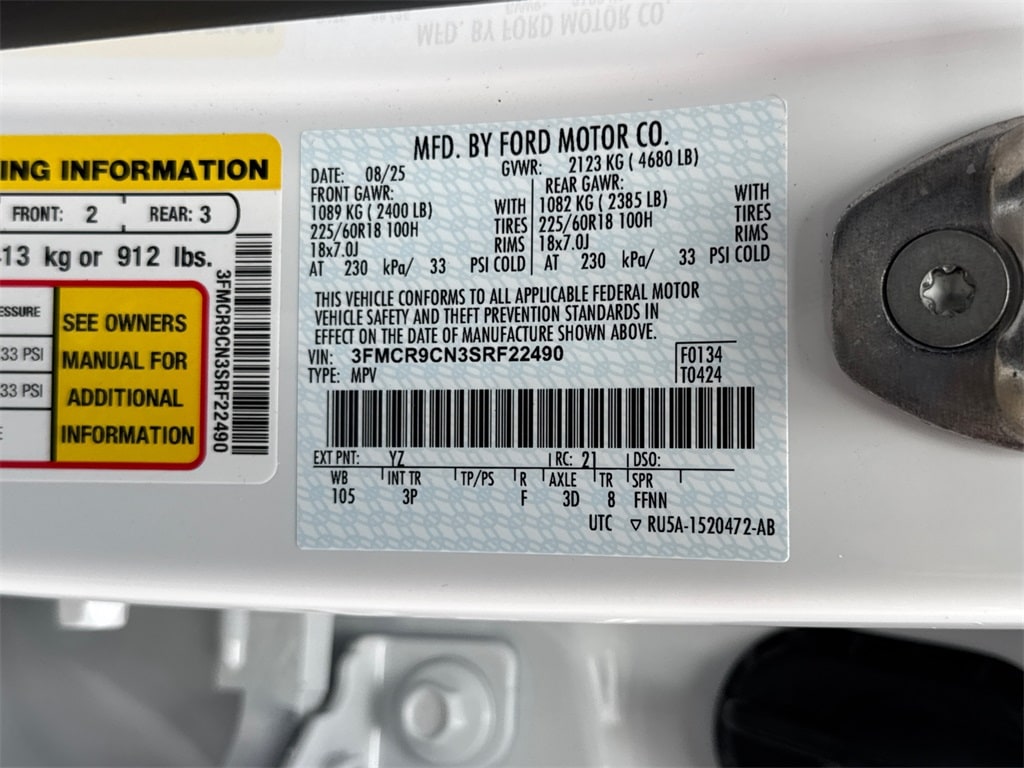 MFD. BY FORD MOTOR CO.
ING INFORMATION
FRONT: 2 REAR: 3
413 kg or 912 lbs.
ESSURE
33 PSI
33 PSI
SEE OWNERS
MANUAL FOR
ADDITIONAL
INFORMATION
3FMCR9CN3SRF22490
MFD. BY FORD MOTOR CO.
DATE: 08/25 GVWR: 2123 KG ( 4680 LB)
FRONT GAWR:
1089 KG ( 2400 LB) WITH
225/60R18 100H TIRES
18x7.0J RIMS
AT 230 kPa/ 33 PSI COLD
REAR GAWR:
1082 KG ( 2385 LB) WITH
225/60R18 100H TIRES
18x7.0J RIMS
AT 230 kPa/ 33 PSI COLD
THIS VEHICLE CONFORMS TO ALL APPLICABLE FEDERAL MOTOR
VEHICLE SAFETY AND THEFT PREVENTION STANDARDS IN
EFFECT ON THE DATE OF MANUFACTURE SHOWN ABOVE.
VIN: 3FMCR9CN3SRF22490 F0134
TYPE: MPV T0424
EXT PNT: YZ RC: 21 DSO:
WB INT TR TP/PS R AXLE TR SPR
105 3P F 3D 8 FFNN
UTC ▽ RU5A-1520472-AB